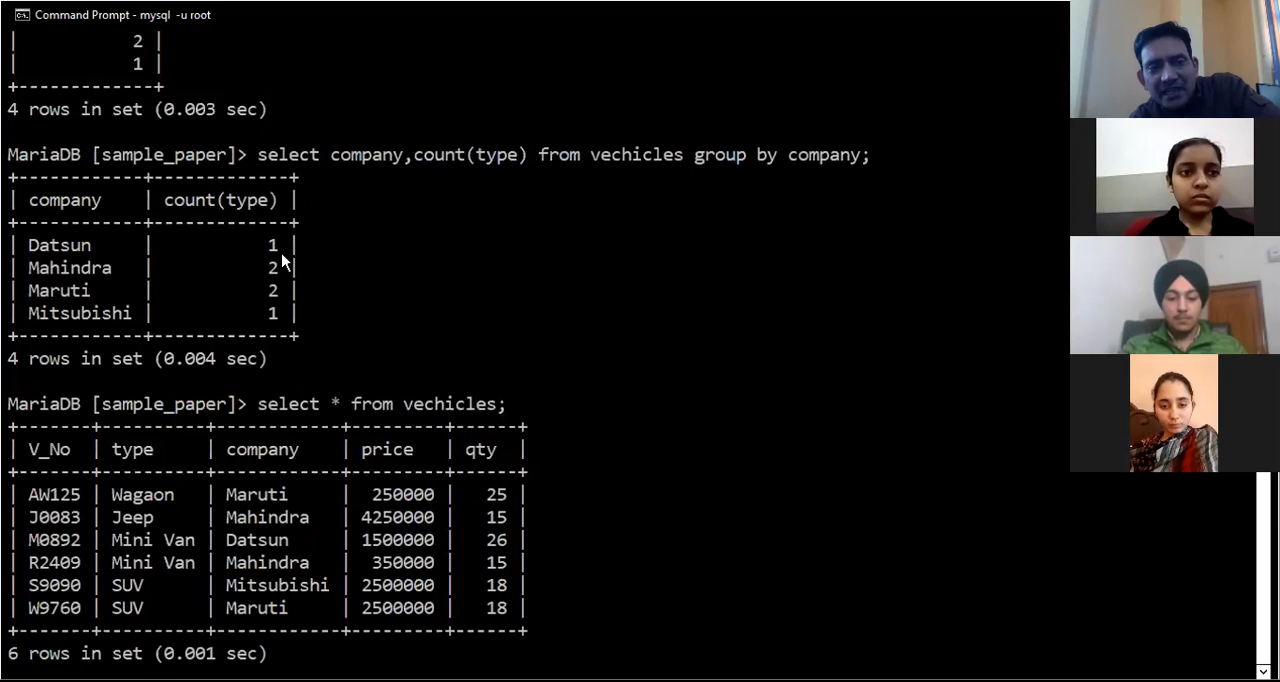 Command Prompt - mysql -u root
| 2 |
| 1 |
+-------------+
4 rows in set (0.003 sec)
MariaDB [sample_paper]> select company,count(type) from vechicles group by company;
+------------+-------------+
| company | count(type) |
+------------+-------------+
| Datsun | 1 |
| Mahindra | 2 |
| Maruti | 2 |
| Mitsubishi | 1 |
+------------+-------------+
4 rows in set (0.004 sec)
MariaDB [sample_paper]> select * from vechicles;
+-------+----------+------------+---------+------+
| V_No | type | company | price | qty |
+-------+----------+------------+---------+------+
| AW125 | Wagaon | Maruti | 250000 | 25 |
| J0083 | Jeep | Mahindra | 4250000 | 15 |
| M0892 | Mini Van | Datsun | 1500000 | 26 |
| R2409 | Mini Van | Mahindra | 350000 | 15 |
| S9090 | SUV | Mitsubishi | 2500000 | 18 |
| W9760 | SUV | Maruti | 2500000 | 18 |
+-------+----------+------------+---------+------+
6 rows in set (0.001 sec)